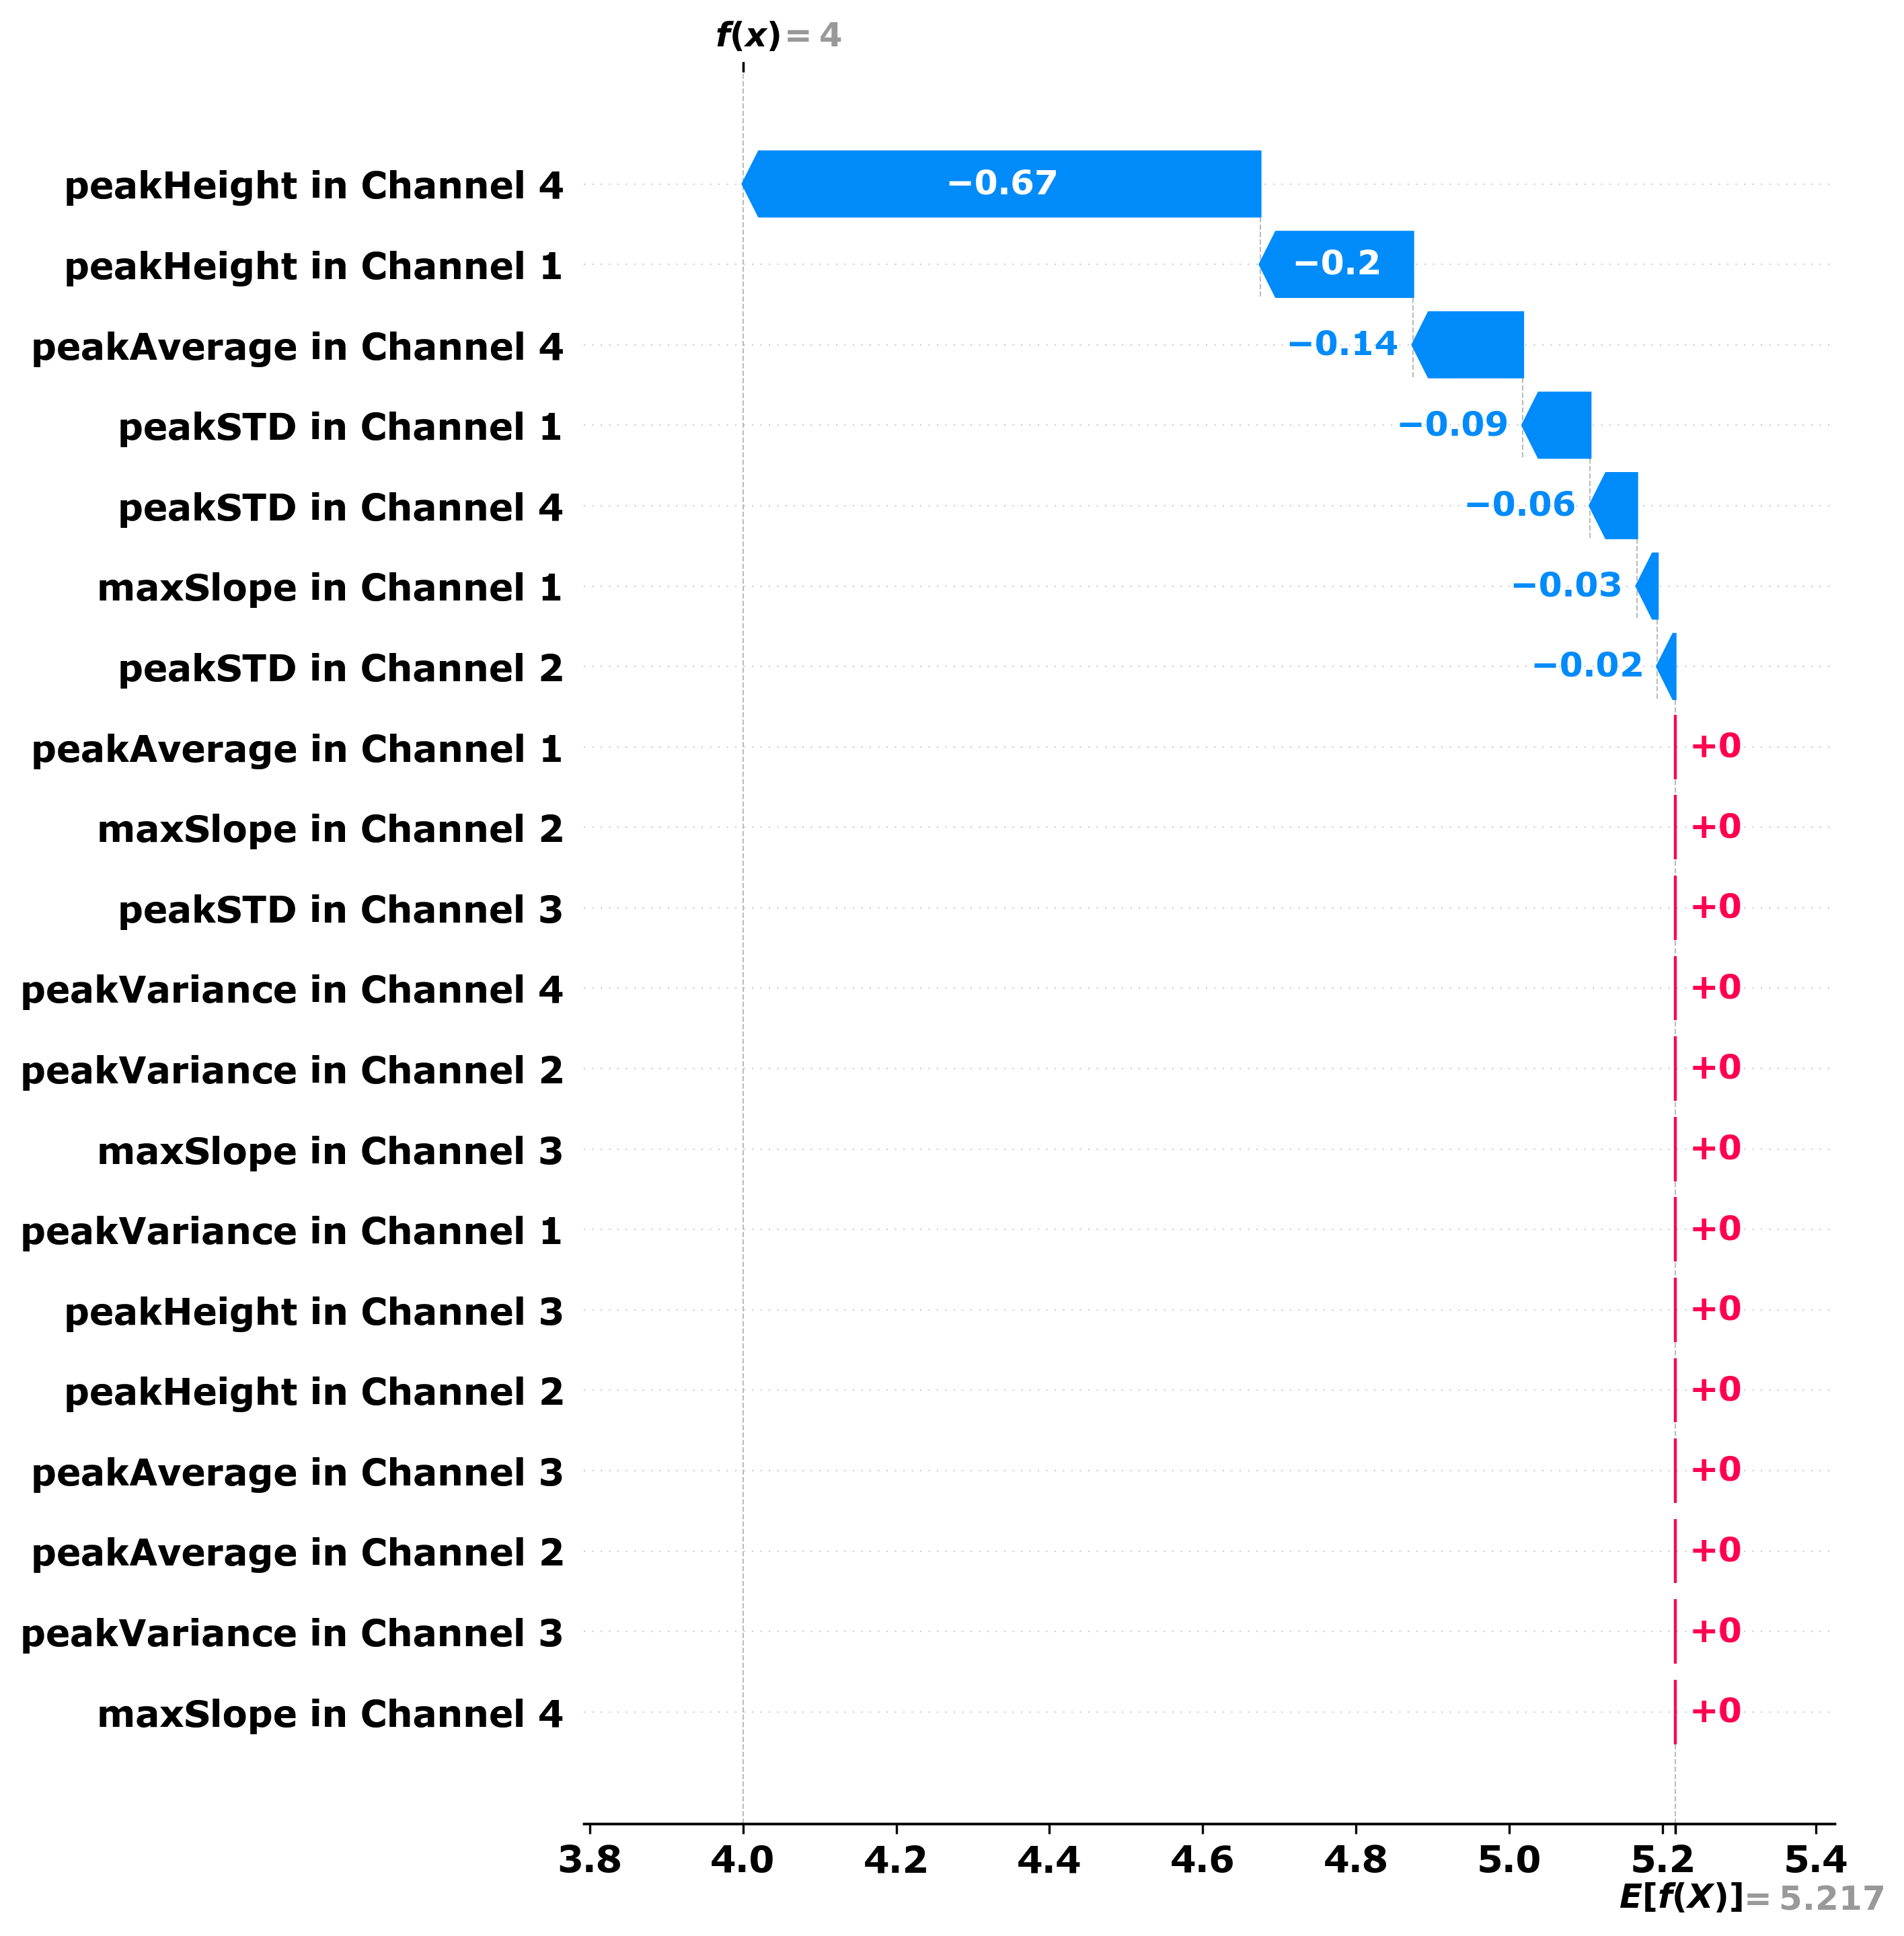 f(x) = 4
peakHeight in Channel 4 −0.67
peakHeight in Channel 1 −0.2
peakAverage in Channel 4 −0.14
peakSTD in Channel 1 −0.09
peakSTD in Channel 4 −0.06
maxSlope in Channel 1 −0.03
peakSTD in Channel 2 −0.02
peakAverage in Channel 1 +0
maxSlope in Channel 2 +0
peakSTD in Channel 3 +0
peakVariance in Channel 4 +0
peakVariance in Channel 2 +0
maxSlope in Channel 3 +0
peakVariance in Channel 1 +0
peakHeight in Channel 3 +0
peakHeight in Channel 2 +0
peakAverage in Channel 3 +0
peakAverage in Channel 2 +0
peakVariance in Channel 3 +0
maxSlope in Channel 4 +0
3.8 4.0 4.2 4.4 4.6 4.8 5.0 5.2 5.4
E[f(X)] = 5.217